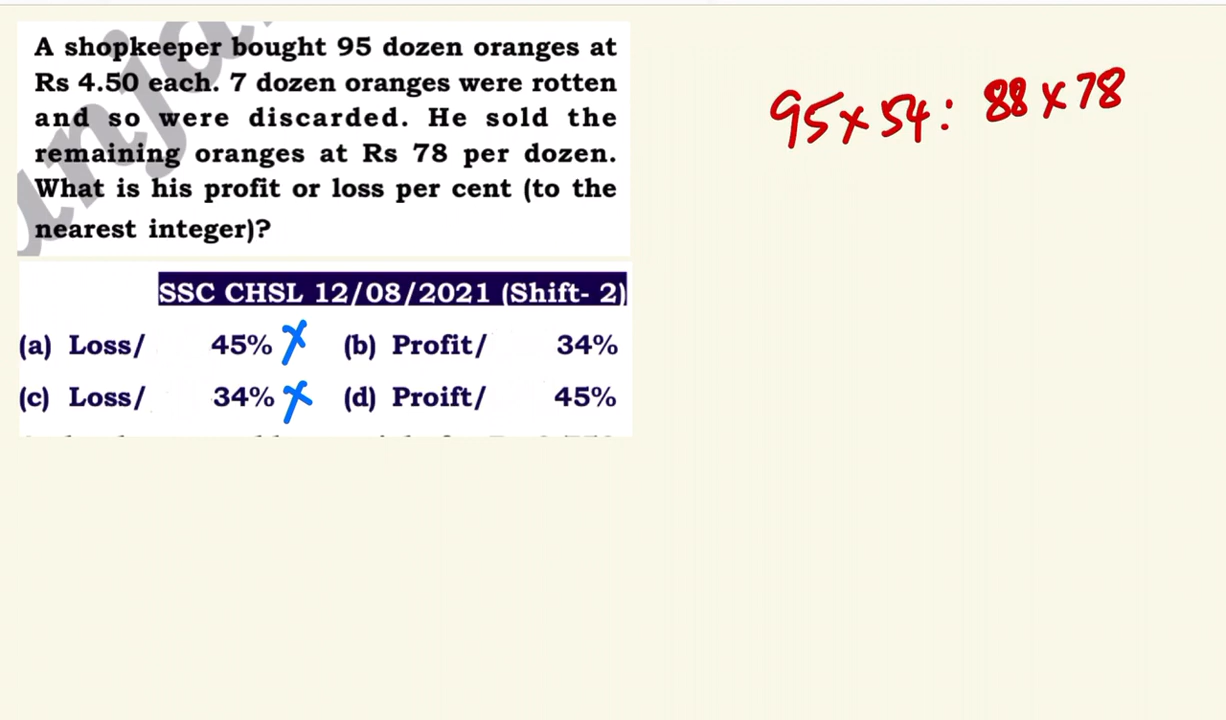 A shopkeeper bought 95 dozen oranges at
Rs 4.50 each. 7 dozen oranges were rotten
and so were discarded. He sold the
remaining oranges at Rs 78 per dozen.
What is his profit or loss per cent (to the
nearest integer)?
SSC CHSL 12/08/2021 (Shift- 2)
(a) Loss/ 45% (b) Profit/ 34%
(c) Loss/ 34% (d) Proift/ 45%
95×54: 88×78